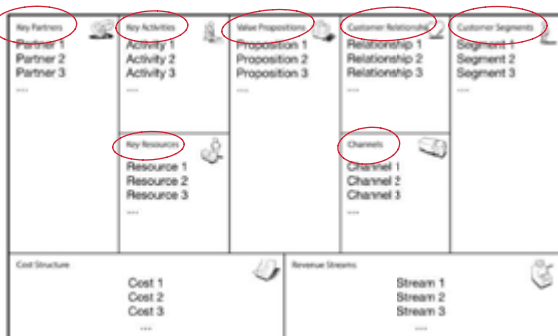 Key Partners
Partner 1
Partner 2
Partner 3
....
Key Activities
Activity 1
Activity 2
Activity 3
....
Key Resources
Resource 1
Resource 2
Resource 3
....
Value Propositions
Proposition 1
Proposition 2
Proposition 3
....
Customer Relationship
Relationship 1
Relationship 2
Relationship 3
....
Channels
Channel 1
Channel 2
Channel 3
....
Customer Segments
Segment 1
Segment 2
Segment 3
....
Cost Structure
Cost 1
Cost 2
Cost 3
...
Revenue Streams
Stream 1
Stream 2
Stream 3
....